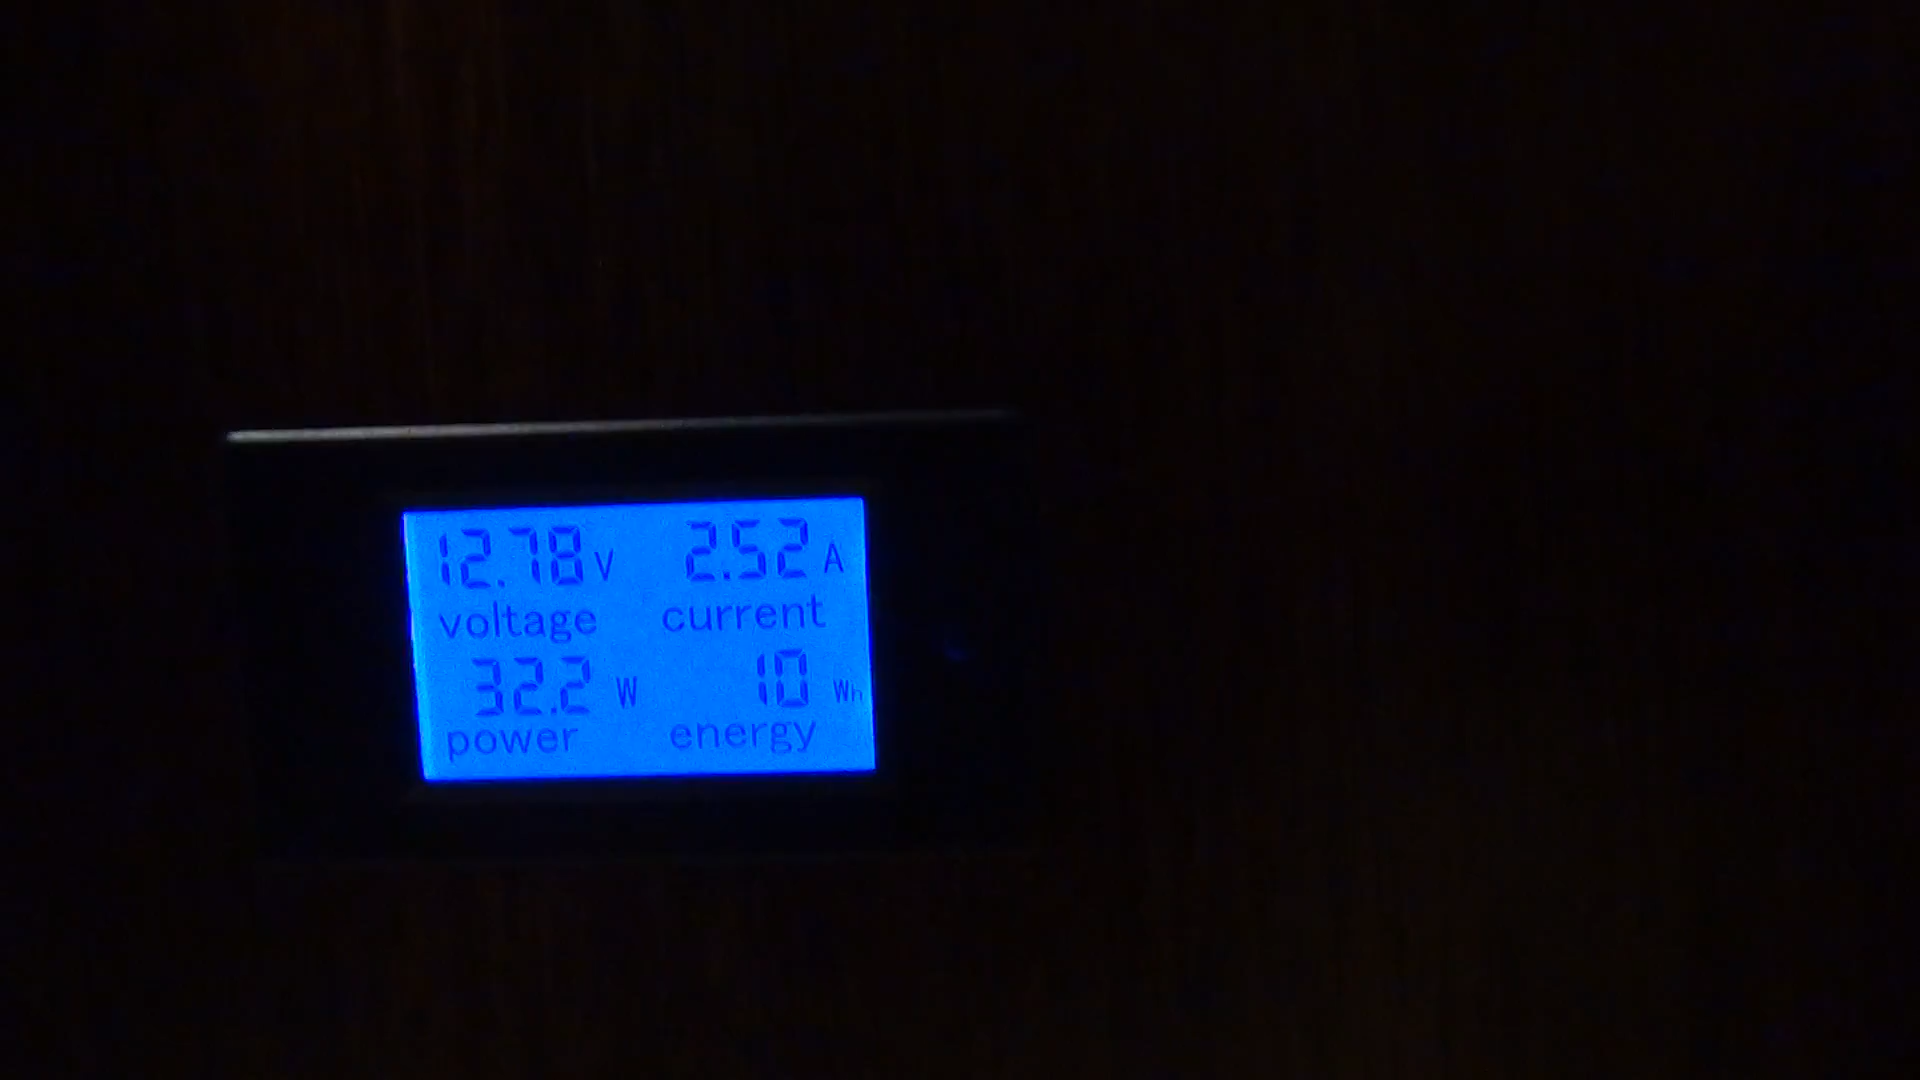 12.78 V 2.52 A
voltage current
32.2 W 10 Wh
power energy